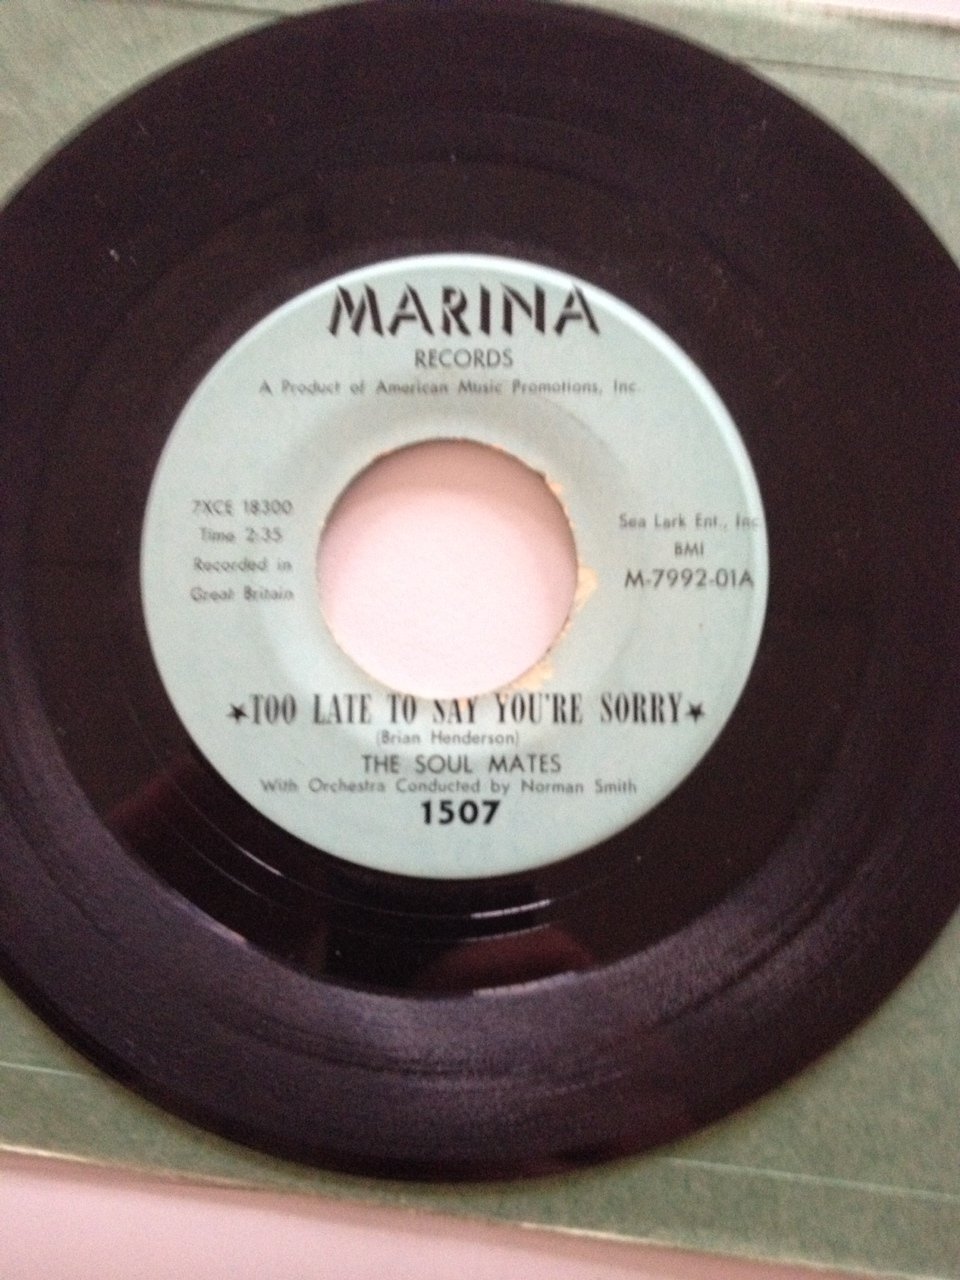 MARINA
RECORDS
A Product of American Music Promotions, Inc.
7XCE 18300
Time 2:35
Recorded in
Great Britain
Sea Lark Ent., Inc.
BMI
M-7992-01A
★TOO LATE TO SAY YOU'RE SORRY★
(Brian Henderson)
THE SOUL MATES
With Orchestra Conducted by Norman Smith
1507